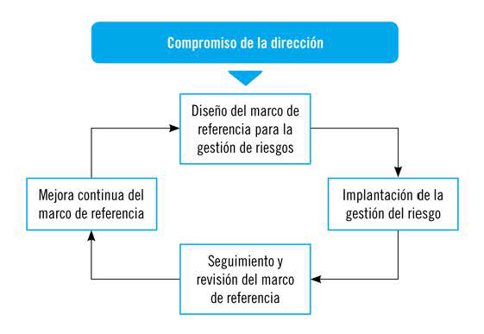 Compromiso de la dirección
Diseño del marco de
referencia para la
gestión de riesgos
Mejora continua del
marco de referencia
Implantación de la
gestión del riesgo
Seguimiento y
revisión del marco
de referencia